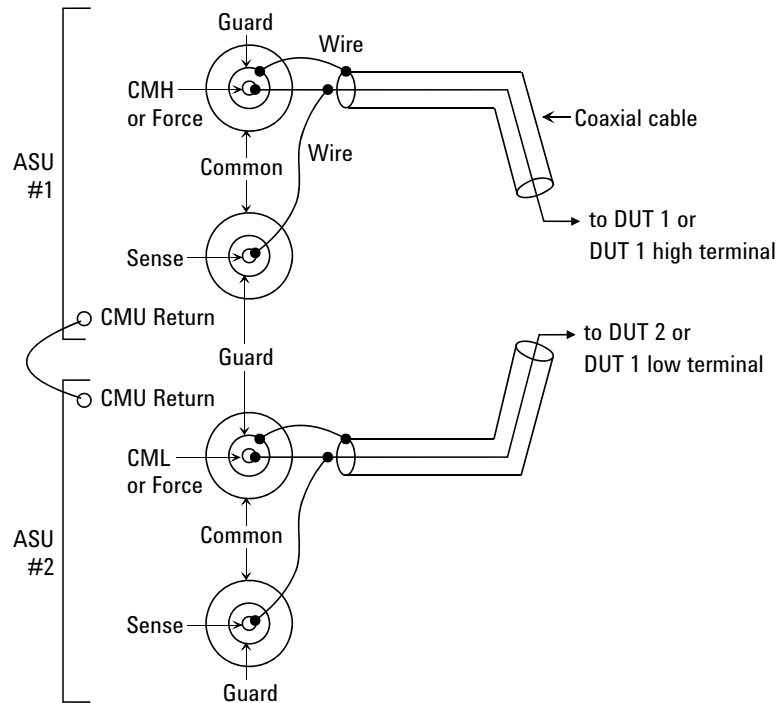 Guard
Wire
CMH
or Force
Coaxial cable
ASU
#1
Common
Wire
to DUT 1 or
DUT 1 high terminal
Sense
CMU Return
to DUT 2 or
DUT 1 low terminal
Guard
CMU Return
CML
or Force
ASU
#2
Common
Sense
Guard